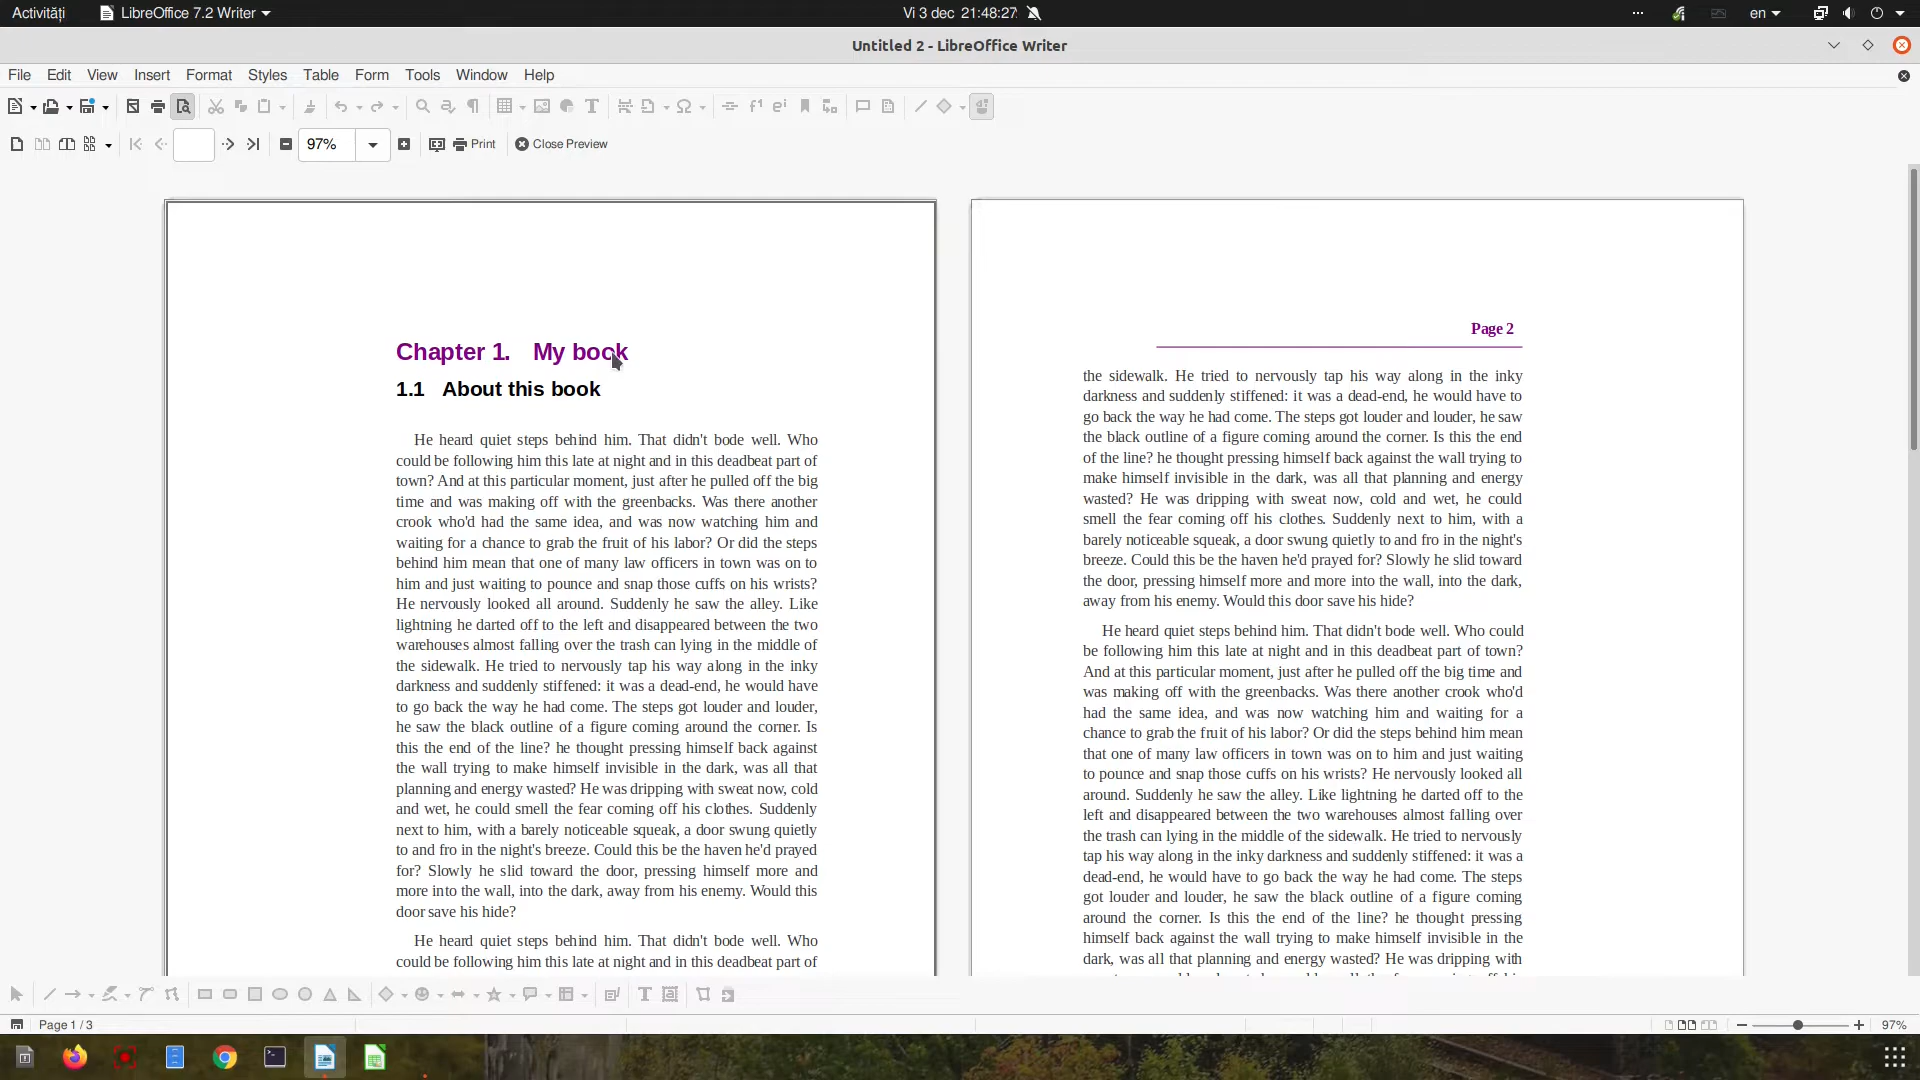 Activități LibreOffice 7.2 Writer Vi 3 dec 21:48:27 en
Untitled 2 - LibreOffice Writer
File Edit View Insert Format Styles Table Form Tools Window Help
97% Print Close Preview
Chapter 1. My book
1.1 About this book
He heard quiet steps behind him. That didn't bode well. Who
could be following him this late at night and in this deadbeat part of
town? And at this particular moment, just after he pulled off the big
time and was making off with the greenbacks. Was there another
crook who'd had the same idea, and was now watching him and
waiting for a chance to grab the fruit of his labor? Or did the steps
behind him mean that one of many law officers in town was on to
him and just waiting to pounce and snap those cuffs on his wrists?
He nervously looked all around. Suddenly he saw the alley. Like
lightning he darted off to the left and disappeared between the two
warehouses almost falling over the trash can lying in the middle of
the sidewalk. He tried to nervously tap his way along in the inky
darkness and suddenly stiffened: it was a dead-end, he would have
to go back the way he had come. The steps got louder and louder,
he saw the black outline of a figure coming around the corner. Is
this the end of the line? he thought pressing himself back against
the wall trying to make himself invisible in the dark, was all that
planning and energy wasted? He was dripping with sweat now, cold
and wet, he could smell the fear coming off his clothes. Suddenly
next to him, with a barely noticeable squeak, a door swung quietly
to and fro in the night's breeze. Could this be the haven he'd prayed
for? Slowly he slid toward the door, pressing himself more and
more into the wall, into the dark, away from his enemy. Would this
door save his hide?
He heard quiet steps behind him. That didn't bode well. Who
could be following him this late at night and in this deadbeat part of
Page 2
the sidewalk. He tried to nervously tap his way along in the inky
darkness and suddenly stiffened: it was a dead-end, he would have to
go back the way he had come. The steps got louder and louder, he saw
the black outline of a figure coming around the corner. Is this the end
of the line? he thought pressing himself back against the wall trying to
make himself invisible in the dark, was all that planning and energy
wasted? He was dripping with sweat now, cold and wet, he could
smell the fear coming off his clothes. Suddenly next to him, with a
barely noticeable squeak, a door swung quietly to and fro in the night's
breeze. Could this be the haven he'd prayed for? Slowly he slid toward
the door, pressing himself more and more into the wall, into the dark,
away from his enemy. Would this door save his hide?
He heard quiet steps behind him. That didn't bode well. Who could
be following him this late at night and in this deadbeat part of town?
And at this particular moment, just after he pulled off the big time and
was making off with the greenbacks. Was there another crook who'd
had the same idea, and was now watching him and waiting for a
chance to grab the fruit of his labor? Or did the steps behind him mean
that one of many law officers in town was on to him and just waiting
to pounce and snap those cuffs on his wrists? He nervously looked all
around. Suddenly he saw the alley. Like lightning he darted off to the
left and disappeared between the two warehouses almost falling over
the trash can lying in the middle of the sidewalk. He tried to nervously
tap his way along in the inky darkness and suddenly stiffened: it was a
dead-end, he would have to go back the way he had come. The steps
got louder and louder, he saw the black outline of a figure coming
around the corner. Is this the end of the line? he thought pressing
himself back against the wall trying to make himself invisible in the
dark, was all that planning and energy wasted? He was dripping with
Page 1 / 3 97%